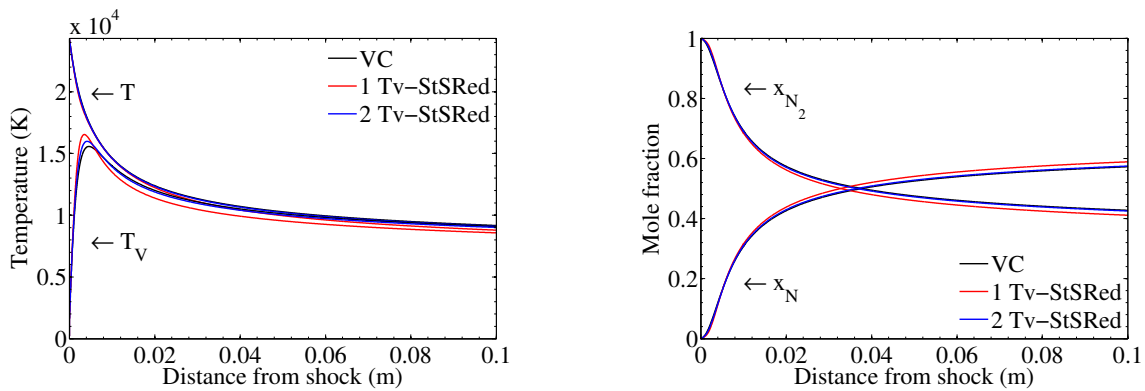 x 10⁴
2
1.5
1
0.5
0
Temperature (K)
← T
← T_V
VC
1 Tv−StSRed
2 Tv−StSRed
0 0.02 0.04 0.06 0.08 0.1
Distance from shock (m)
1
0.8
0.6
0.4
0.2
0
Mole fraction
← x_N₂
← x_N
VC
1 Tv−StSRed
2 Tv−StSRed
0 0.02 0.04 0.06 0.08 0.1
Distance from shock (m)